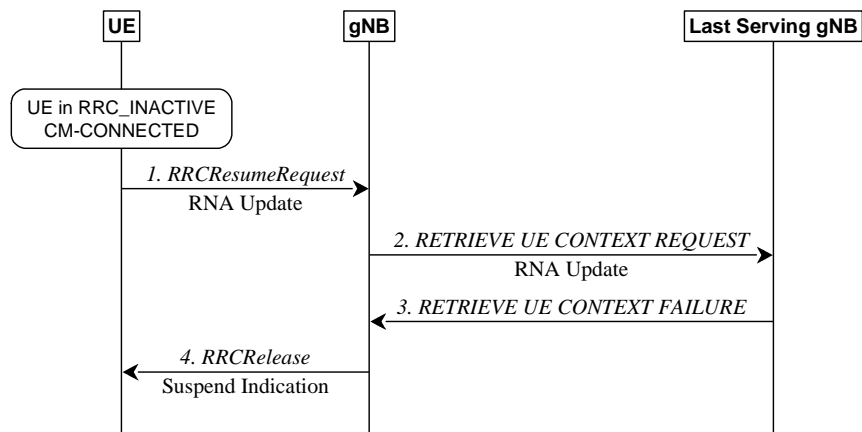 UE
gNB
Last Serving gNB
UE in RRC_INACTIVE
CM-CONNECTED
1. RRCResumeRequest
RNA Update
2. RETRIEVE UE CONTEXT REQUEST
RNA Update
3. RETRIEVE UE CONTEXT FAILURE
4. RRCRelease
Suspend Indication